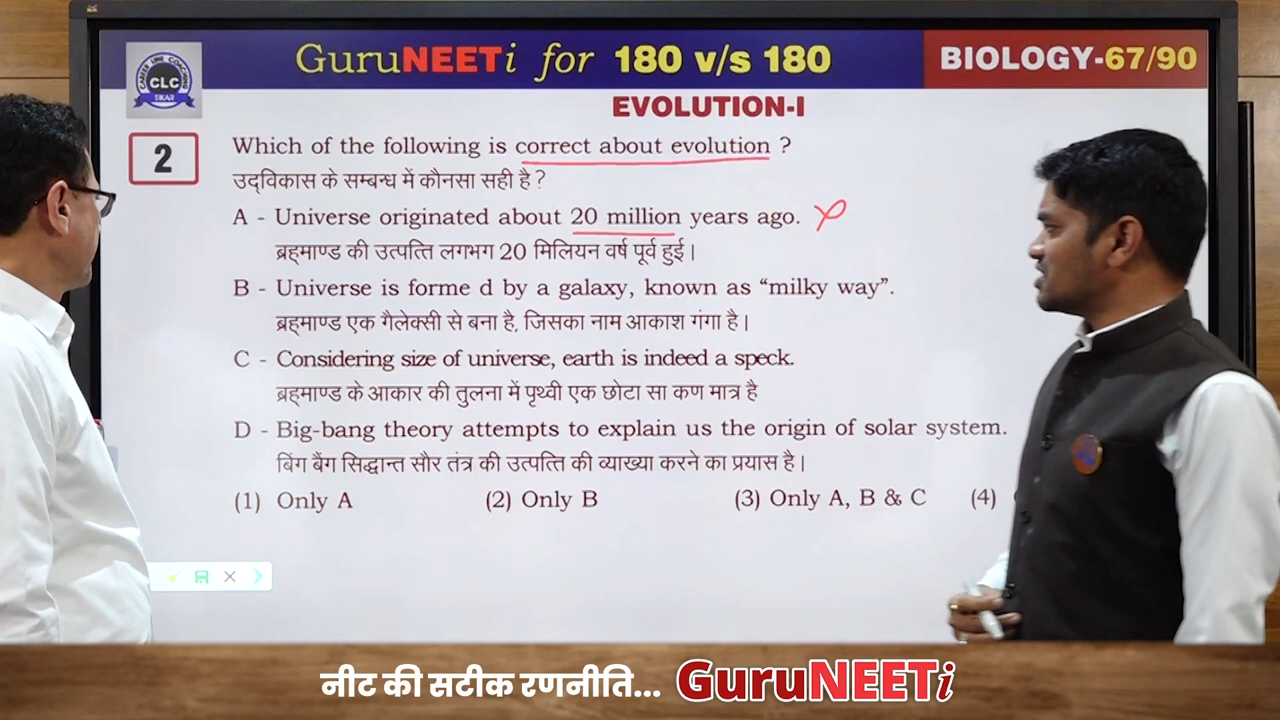 GuruNEETi for 180 v/s 180
BIOLOGY-67/90
CAREER LINE COACHING
CLC
SIKAR
EVOLUTION-I
2
Which of the following is correct about evolution ?
उद्विकास के सम्बन्ध में कौनसा सही है ?
A - Universe originated about 20 million years ago.
ब्रह्माण्ड की उत्पत्ति लगभग 20 मिलियन वर्ष पूर्व हुई।
B - Universe is forme d by a galaxy, known as “milky way”.
ब्रह्माण्ड एक गैलेक्सी से बना है, जिसका नाम आकाश गंगा है।
C - Considering size of universe, earth is indeed a speck.
ब्रह्माण्ड के आकार की तुलना में पृथ्वी एक छोटा सा कण मात्र है
D - Big-bang theory attempts to explain us the origin of solar system.
बिंग बैंग सिद्धान्त सौर तंत्र की उत्पत्ति की व्याख्या करने का प्रयास है।
(1) Only A (2) Only B (3) Only A, B & C (4)
नीट की सटीक रणनीति... GuruNEETi